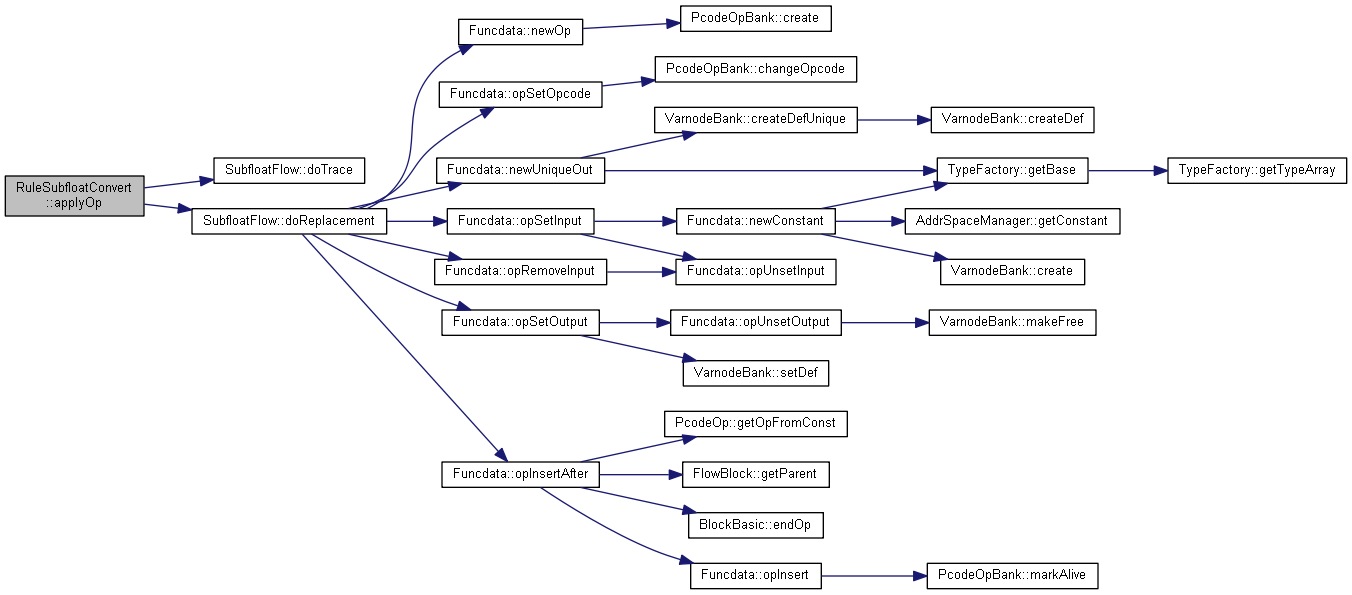 RuleSubfloatConvert
::applyOp
SubfloatFlow::doTrace
SubfloatFlow::doReplacement
Funcdata::newOp
PcodeOpBank::create
Funcdata::opSetOpcode
PcodeOpBank::changeOpcode
Funcdata::newUniqueOut
VarnodeBank::createDefUnique
VarnodeBank::createDef
TypeFactory::getBase
TypeFactory::getTypeArray
Funcdata::opSetInput
Funcdata::newConstant
AddrSpaceManager::getConstant
Funcdata::opRemoveInput
Funcdata::opUnsetInput
VarnodeBank::create
Funcdata::opSetOutput
Funcdata::opUnsetOutput
VarnodeBank::makeFree
VarnodeBank::setDef
Funcdata::opInsertAfter
PcodeOp::getOpFromConst
FlowBlock::getParent
BlockBasic::endOp
Funcdata::opInsert
PcodeOpBank::markAlive